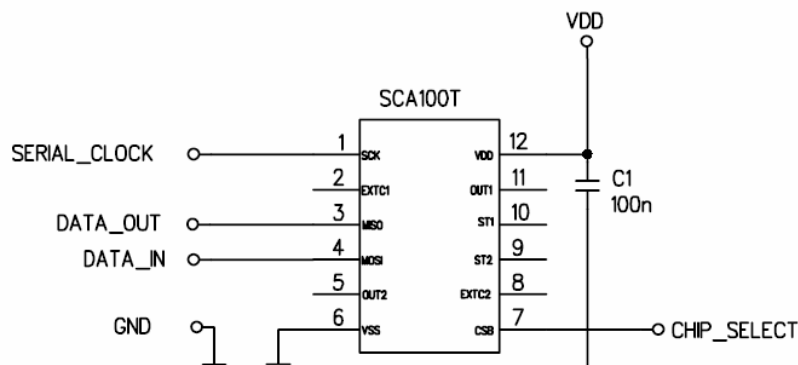 VDD
SCA100T
SERIAL_CLOCK 1 SCK VDD 12
2 EXTC1 OUT1 11 C1
DATA_OUT 3 MISO ST1 10 100n
DATA_IN 4 MOSI ST2 9
5 OUT2 EXTC2 8
GND 6 VSS CSB 7 CHIP_SELECT